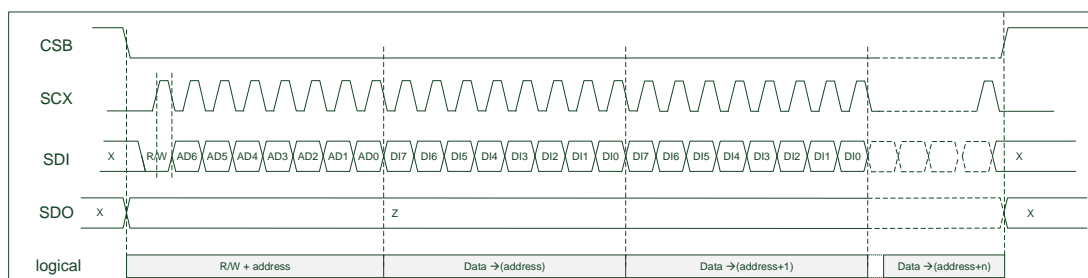 CSB
SCX
SDI X R/W AD6 AD5 AD4 AD3 AD2 AD1 AD0 DI7 DI6 DI5 DI4 DI3 DI2 DI1 DI0 DI7 DI6 DI5 DI4 DI3 DI2 DI1 DI0 X
SDO X Z X
logical R/W + address Data →(address) Data →(address+1) Data →(address+n)